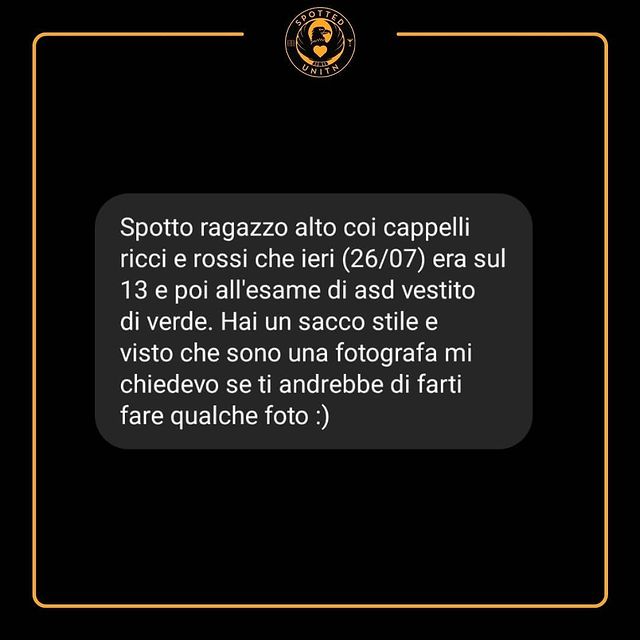 SPOTTED
UNITN
Spotto ragazzo alto coi cappelli
ricci e rossi che ieri (26/07) era sul
13 e poi all'esame di asd vestito
di verde. Hai un sacco stile e
visto che sono una fotografa mi
chiedevo se ti andrebbe di farti
fare qualche foto :)